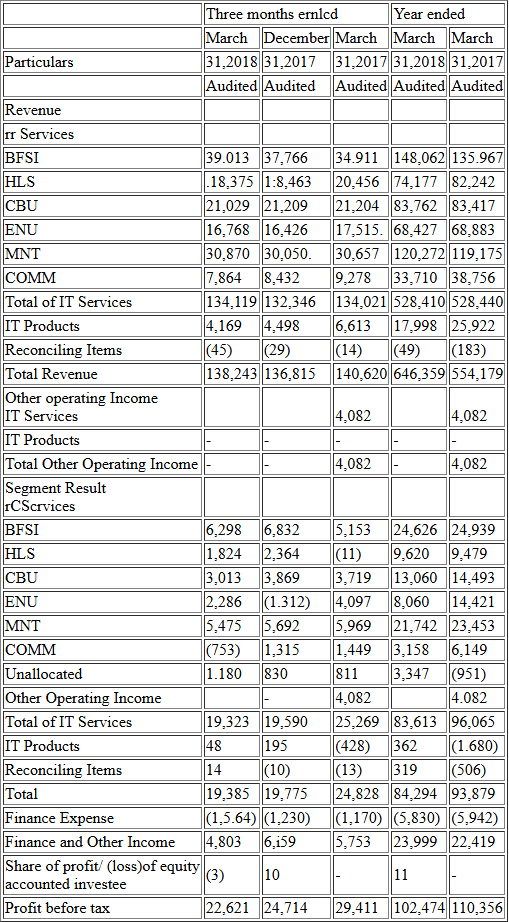 Three months ernlcd Year ended
March December March March March
Particulars 31,2018 31,2017 31,2017 31,2018 31,2017
Audited Audited Audited Audited Audited
Revenue
rr Services
BFSI 39.013 37,766 34.911 148,062 135.967
HLS .18,375 1:8,463 20,456 74,177 82,242
CBU 21,029 21,209 21,204 83,762 83,417
ENU 16,768 16,426 17,515. 68,427 68,883
MNT 30,870 30,050. 30,657 120,272 119,175
COMM 7,864 8,432 9,278 33,710 38,756
Total of IT Services 134,119 132,346 134,021 528,410 528,440
IT Products 4,169 4,498 6,613 17,998 25,922
Reconciling Items (45) (29) (14) (49) (183)
Total Revenue 138,243 136,815 140,620 646,359 554,179
Other operating Income
IT Services 4,082 4,082
IT Products - - - - -
Total Other Operating Income - - 4,082 - 4,082
Segment Result
rCScrvices
BFSI 6,298 6,832 5,153 24,626 24,939
HLS 1,824 2,364 (11) 9,620 9,479
CBU 3,013 3,869 3,719 13,060 14,493
ENU 2,286 (1.312) 4,097 8,060 14,421
MNT 5,475 5,692 5,969 21,742 23,453
COMM (753) 1,315 1,449 3,158 6,149
Unallocated 1.180 830 811 3,347 (951)
Other Operating Income - 4,082 4.082
Total of IT Services 19,323 19,590 25,269 83,613 96,065
IT Products 48 195 (428) 362 (1.680)
Reconciling Items 14 (10) (13) 319 (506)
Total 19,385 19,775 24,828 84,294 93,879
Finance Expense (1,5.64) (1,230) (1,170) (5,830) (5,942)
Finance and Other Income 4,803 6,i59 5,753 23,999 22,419
Share of profit/ (loss)of equity
accounted investee (3) 10 - 11 -
Profit before tax 22,621 24,714 29,411 102,474 110,356